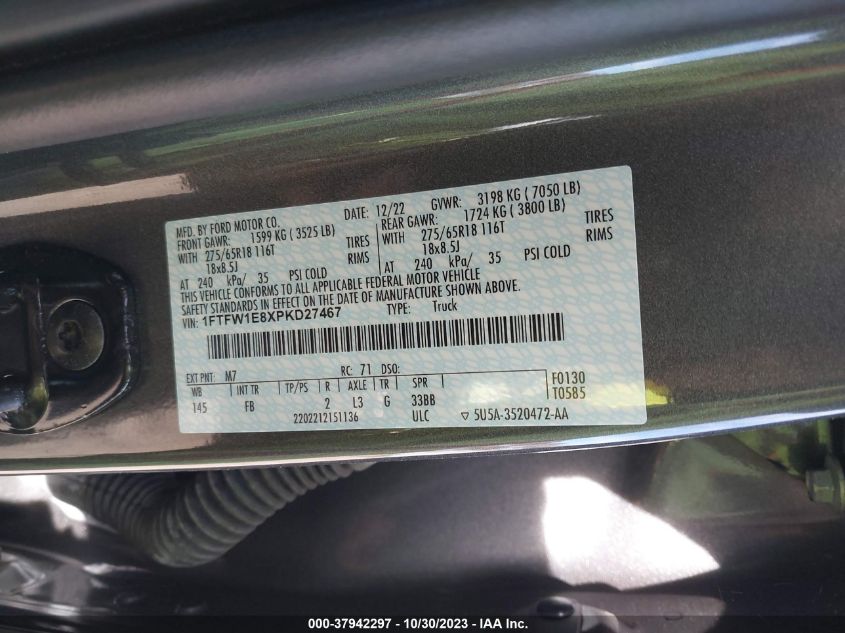 MFD. BY FORD MOTOR CO. DATE: 12/22 GVWR: 3198 KG ( 7050 LB)
FRONT GAWR: 1599 KG ( 3525 LB) REAR GAWR: 1724 KG ( 3800 LB)
WITH 275/65R18 116T TIRES WITH 275/65R18 116T TIRES
18x8.5J RIMS 18x8.5J RIMS
AT 240 kPa/ 35 PSI COLD AT 240 kPa/ 35 PSI COLD
THIS VEHICLE CONFORMS TO ALL APPLICABLE FEDERAL MOTOR VEHICLE
SAFETY STANDARDS IN EFFECT ON THE DATE OF MANUFACTURE SHOWN ABOVE.
VIN: 1FTFW1E8XPKD27467 TYPE: Truck
EXT PNT: M7 RC: 71 DSO:
WB INT TR TP/PS R AXLE TR SPR F0130
145 FB 2 L3 G 33BB T0585
2202212151136 ULC ▽ 5U5A-3520472-AA
000-37942297 - 10/30/2023 - IAA Inc.